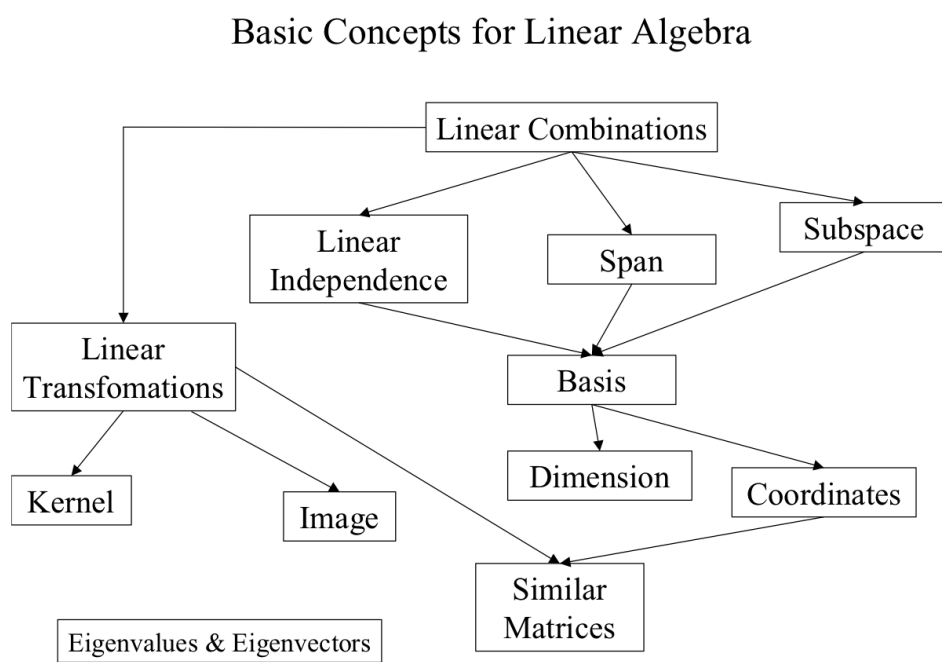 Basic Concepts for Linear Algebra
Linear Combinations
Linear
Independence
Span
Subspace
Linear
Transfomations
Basis
Kernel
Image
Dimension
Coordinates
Similar
Matrices
Eigenvalues & Eigenvectors